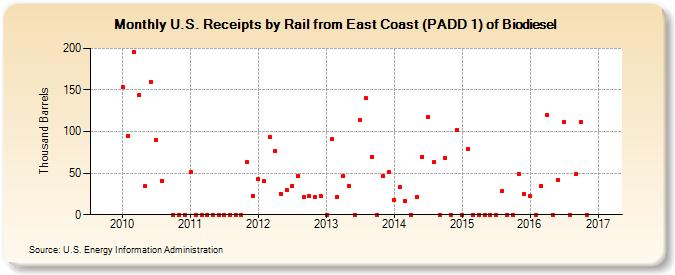 Monthly U.S. Receipts by Rail from East Coast (PADD 1) of Biodiesel
Thousand Barrels
200
150
100
50
0
2010 2011 2012 2013 2014 2015 2016 2017
Source: U.S. Energy Information Administration